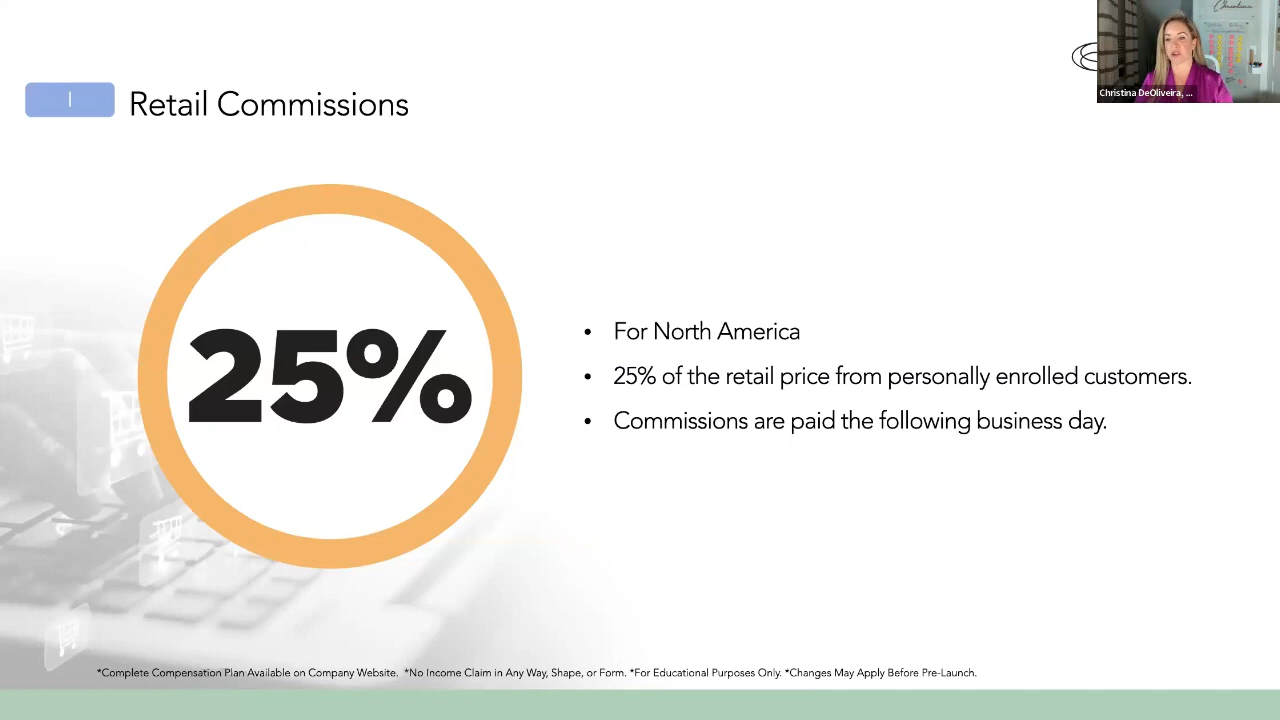 Christina DeOliveira, ...
I
Retail Commissions
25%
• For North America
• 25% of the retail price from personally enrolled customers.
• Commissions are paid the following business day.
*Complete Compensation Plan Available on Company Website. *No Income Claim in Any Way, Shape, or Form. *For Educational Purposes Only. *Changes May Apply Before Pre-Launch.